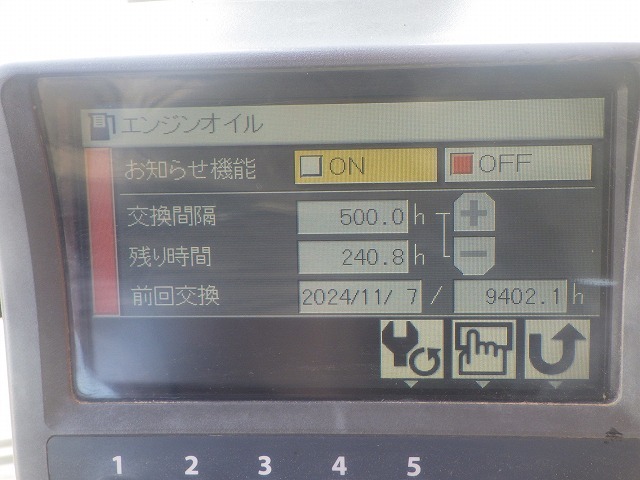 エンジンオイル
お知らせ機能 ON OFF
交換間隔 500.0 h +
残り時間 240.8 h −
前回交換 2024/11/ 7 / 9402.1 h
1 2 3 4 5